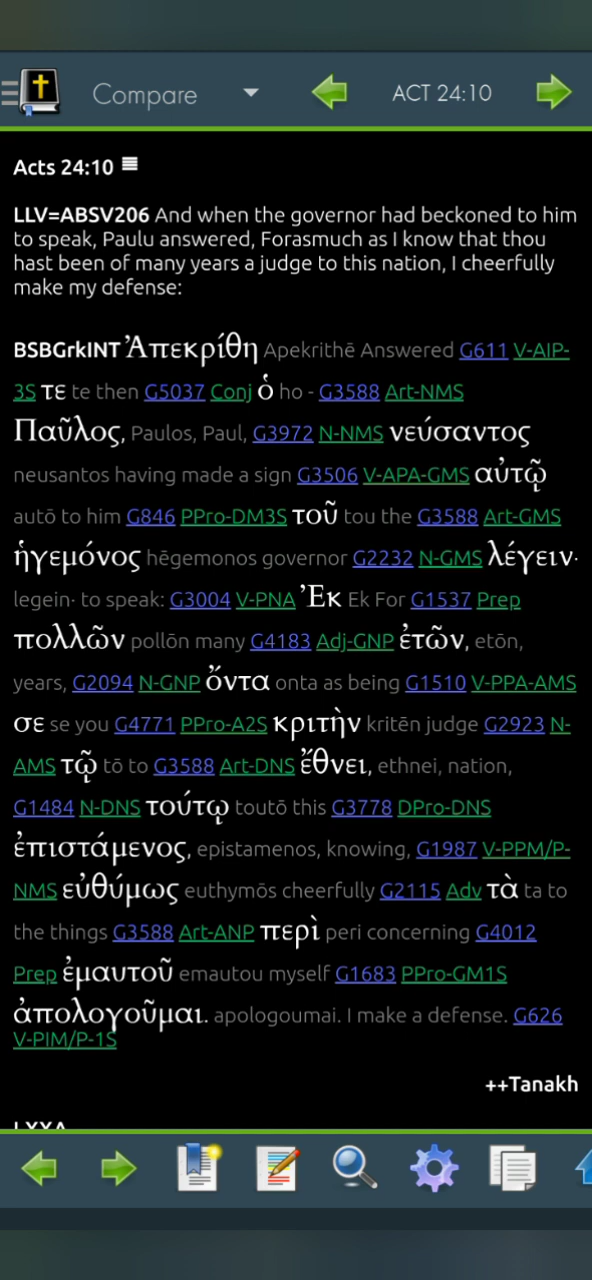 Compare
ACT 24:10
Acts 24:10
LLV=ABSV206 And when the governor had beckoned to him
to speak, Paulu answered, Forasmuch as I know that thou
hast been of many years a judge to this nation, I cheerfully
make my defense:
BSBGrkINT Ἀπεκρίθη Apekrithē Answered G611 V-AIP-
3S τε te then G5037 Conj ὁ ho - G3588 Art-NMS
Παῦλος, Paulos, Paul, G3972 N-NMS νεύσαντος
neusantos having made a sign G3506 V-APA-GMS αὐτῷ
autō to him G846 PPro-DM3S τοῦ tou the G3588 Art-GMS
ἡγεμόνος hēgemonos governor G2232 N-GMS λέγειν·
legein· to speak: G3004 V-PNA Ἐκ Ek For G1537 Prep
πολλῶν pollōn many G4183 Adj-GNP ἐτῶν, etōn,
years, G2094 N-GNP ὄντα onta as being G1510 V-PPA-AMS
σε se you G4771 PPro-A2S κριτὴν kritēn judge G2923 N-
AMS τῷ tō to G3588 Art-DNS ἔθνει, ethnei, nation,
G1484 N-DNS τούτῳ toutō this G3778 DPro-DNS
ἐπιστάμενος, epistamenos, knowing, G1987 V-PPM/P-
NMS εὐθύμως euthymōs cheerfully G2115 Adv τὰ ta to
the things G3588 Art-ANP περὶ peri concerning G4012
Prep ἐμαυτοῦ emautou myself G1683 PPro-GM1S
ἀπολογοῦμαι. apologoumai. I make a defense. G626
V-PIM/P-1S
++Tanakh
LXXA